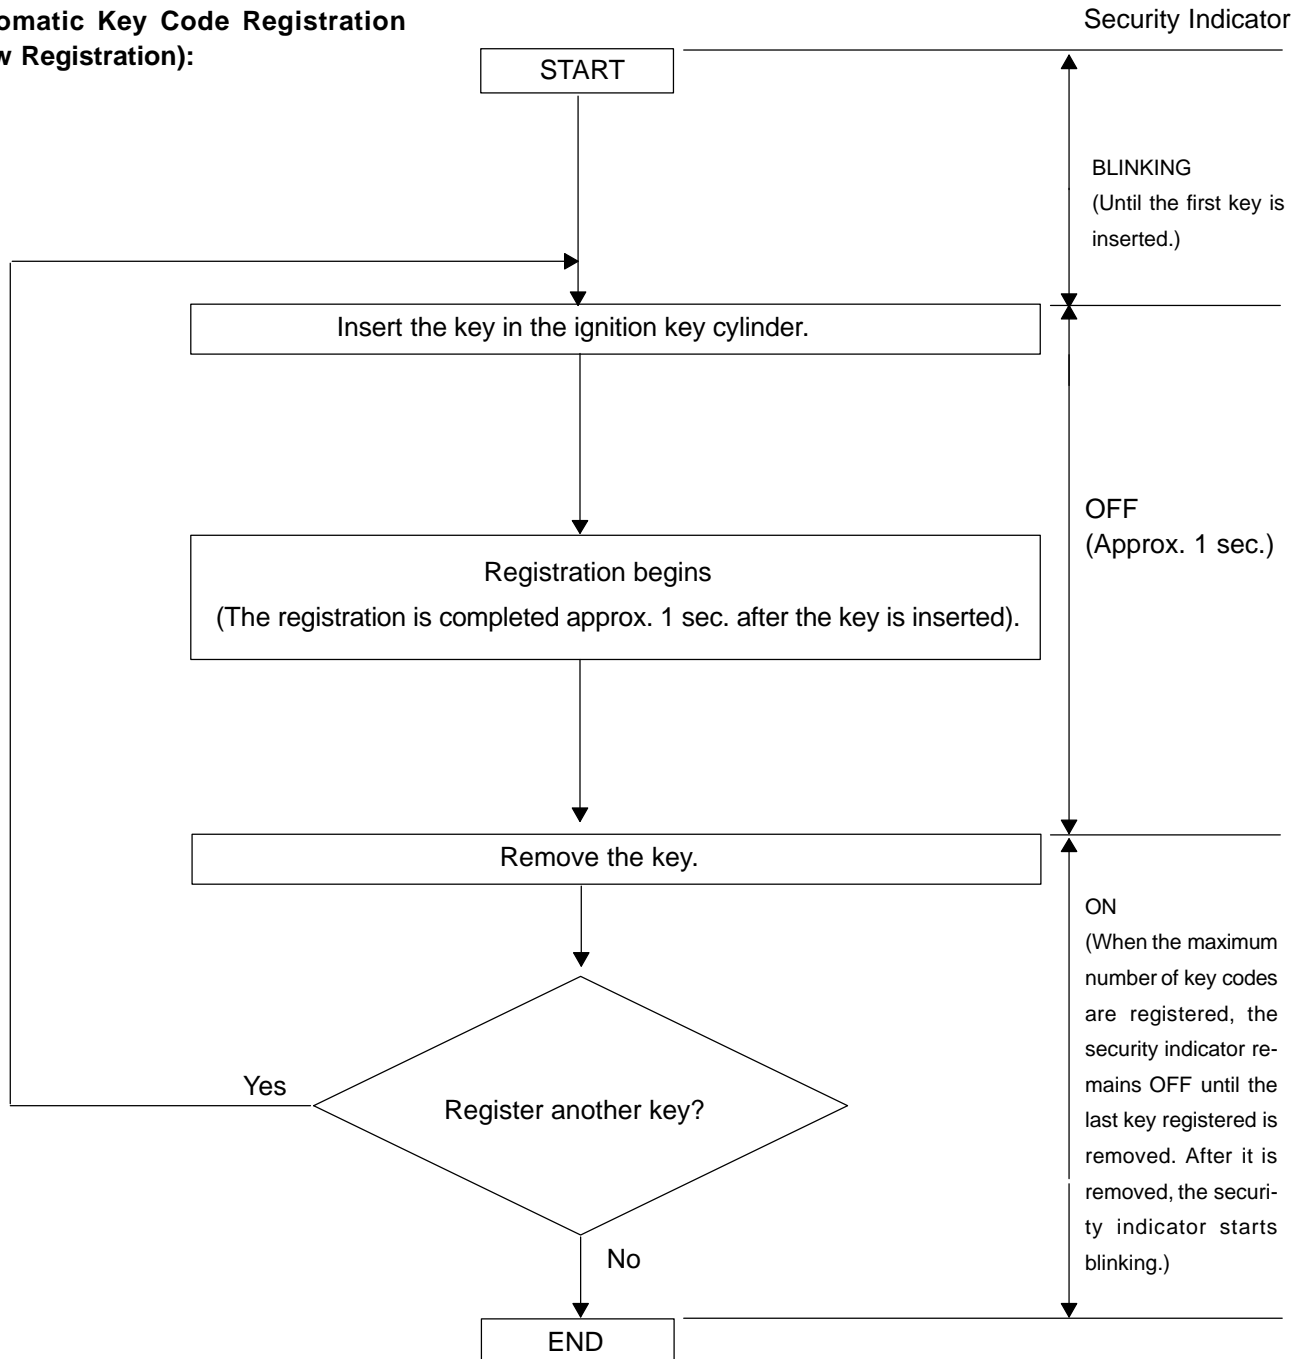 omatic Key Code Registration
w Registration):
Security Indicator
START
BLINKING
(Until the first key is
inserted.)
Insert the key in the ignition key cylinder.
OFF
(Approx. 1 sec.)
Registration begins
(The registration is completed approx. 1 sec. after the key is inserted).
Remove the key.
ON
(When the maximum
number of key codes
are registered, the
security indicator re-
mains OFF until the
last key registered is
removed. After it is
removed, the securi-
ty indicator starts
blinking.)
Yes
Register another key?
No
END